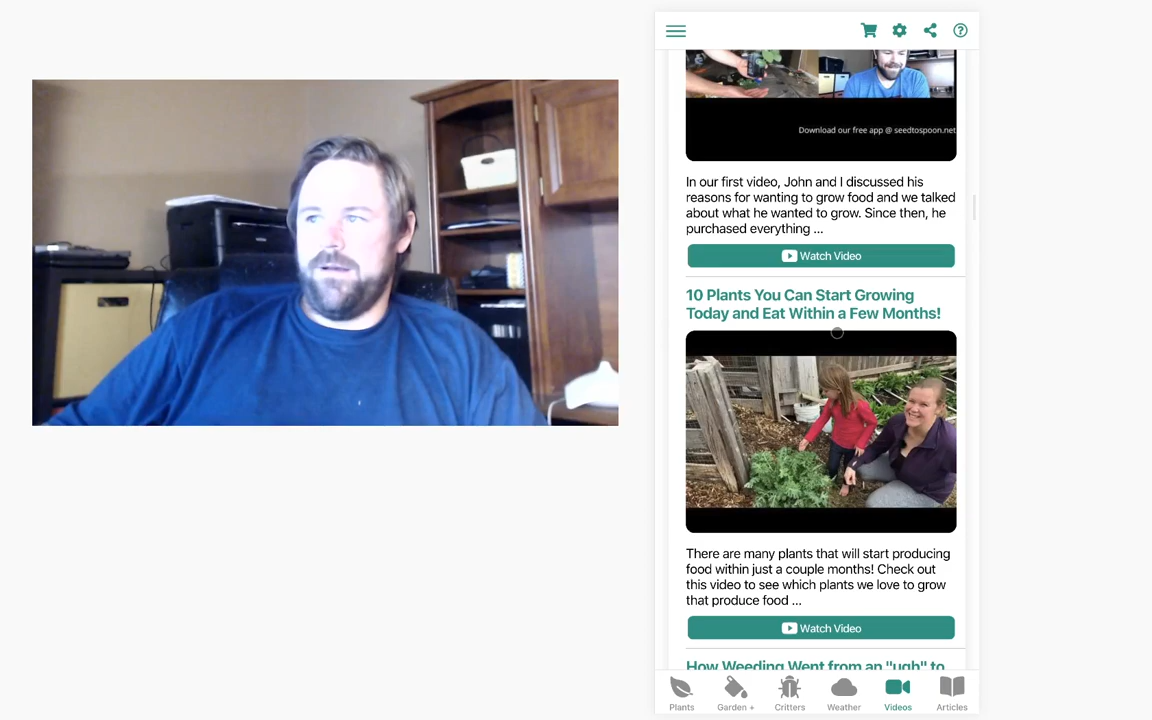 Download our free app @ seedtospoon.net
In our first video, John and I discussed his
reasons for wanting to grow food and we talked
about what he wanted to grow. Since then, he
purchased everything ...
Watch Video
10 Plants You Can Start Growing
Today and Eat Within a Few Months!
There are many plants that will start producing
food within just a couple months! Check out
this video to see which plants we love to grow
that produce food ...
Watch Video
How Weeding Went from an "ugh" to
Plants
Garden +
Critters
Weather
Videos
Articles